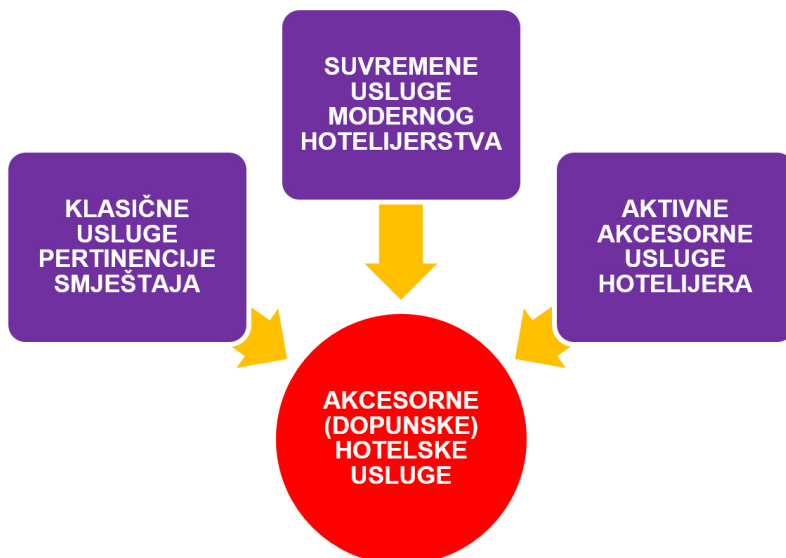 SUVREMENE
USLUGE
MODERNOG
HOTELIJERSTVA
KLASIČNE
USLUGE
PERTINENCIJE
SMJEŠTAJA
AKTIVNE
AKCESORNE
USLUGE
HOTELIJERA
AKCESORNE
(DOPUNSKE)
HOTELSKE
USLUGE